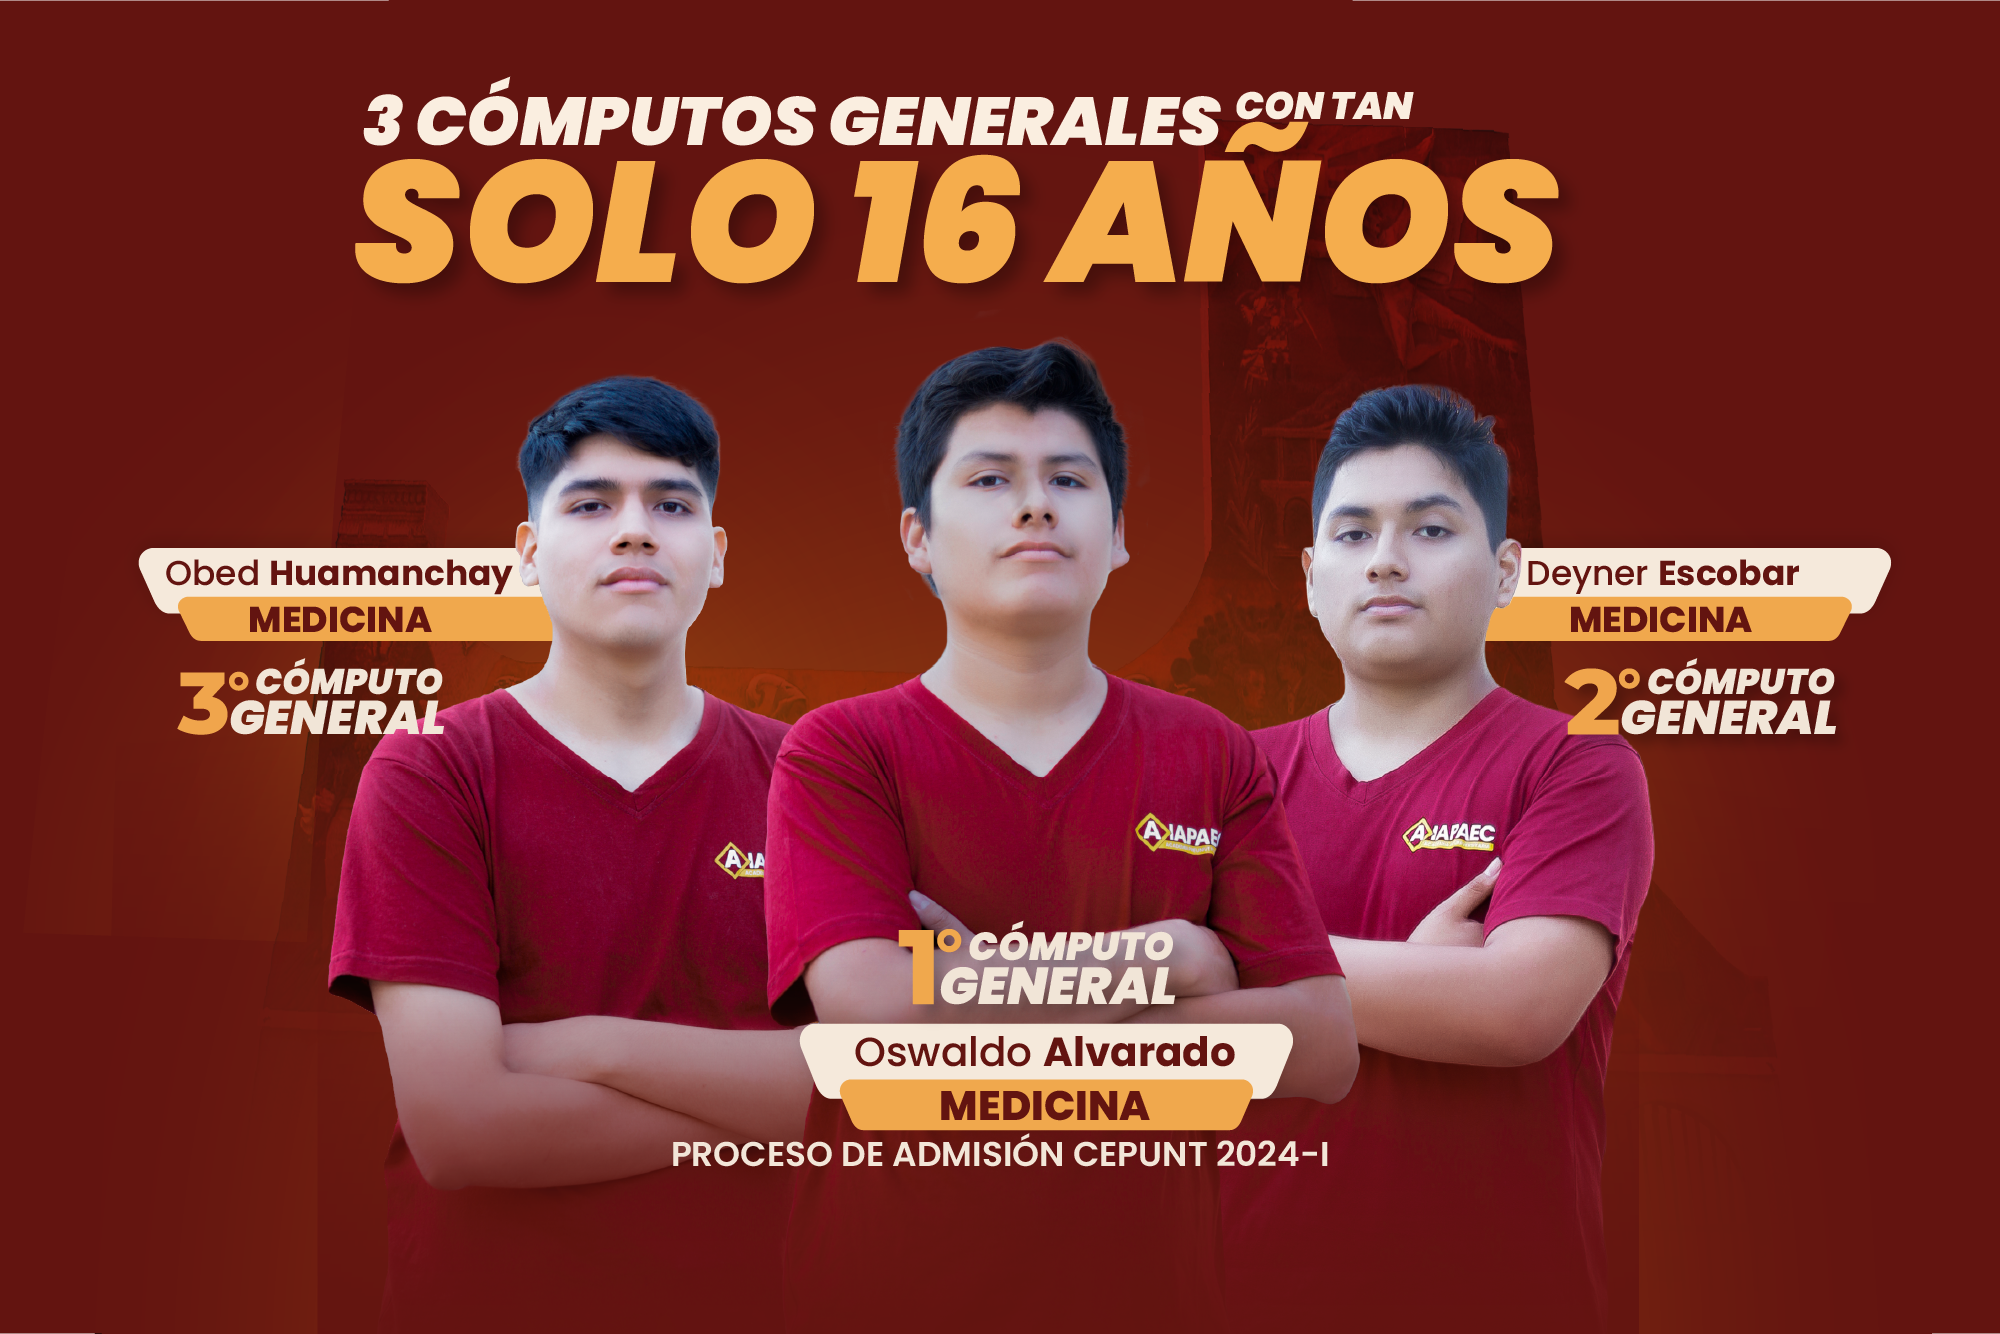 3 CÓMPUTOS GENERALES CON TAN
SOLO 16 AÑOS
Obed Huamanchay
MEDICINA
3° CÓMPUTO
GENERAL
Deyner Escobar
MEDICINA
2° CÓMPUTO
GENERAL
A IAPAEC
1° CÓMPUTO
GENERAL
Oswaldo Alvarado
MEDICINA
PROCESO DE ADMISIÓN CEPUNT 2024-I